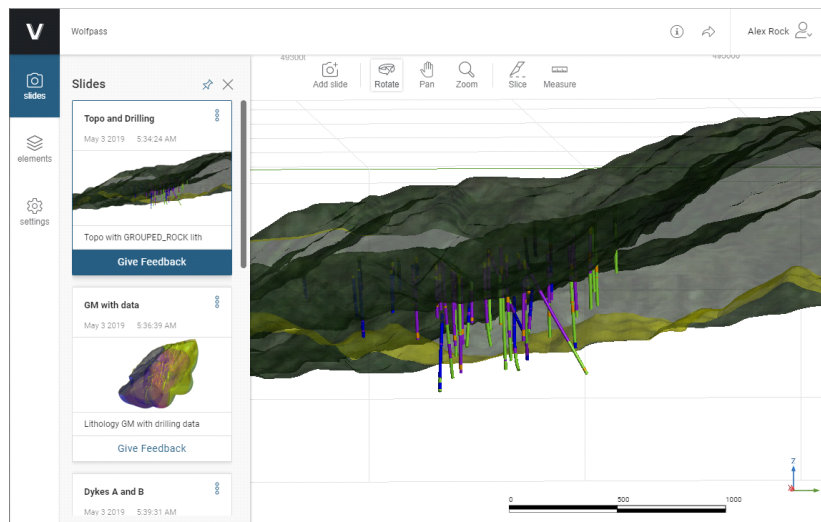 V
Wolfpass
Alex Rock
slides
elements
settings
Slides
Topo and Drilling
May 3 2019 5:34:24 AM
Topo with GROUPED_ROCK lith
Give Feedback
GM with data
May 3 2019 5:36:39 AM
Lithology GM with drilling data
Give Feedback
Dykes A and B
May 3 2019 5:39:31 AM
Add slide
Rotate
Pan
Zoom
Slice
Measure
Z
X
0
500
1000